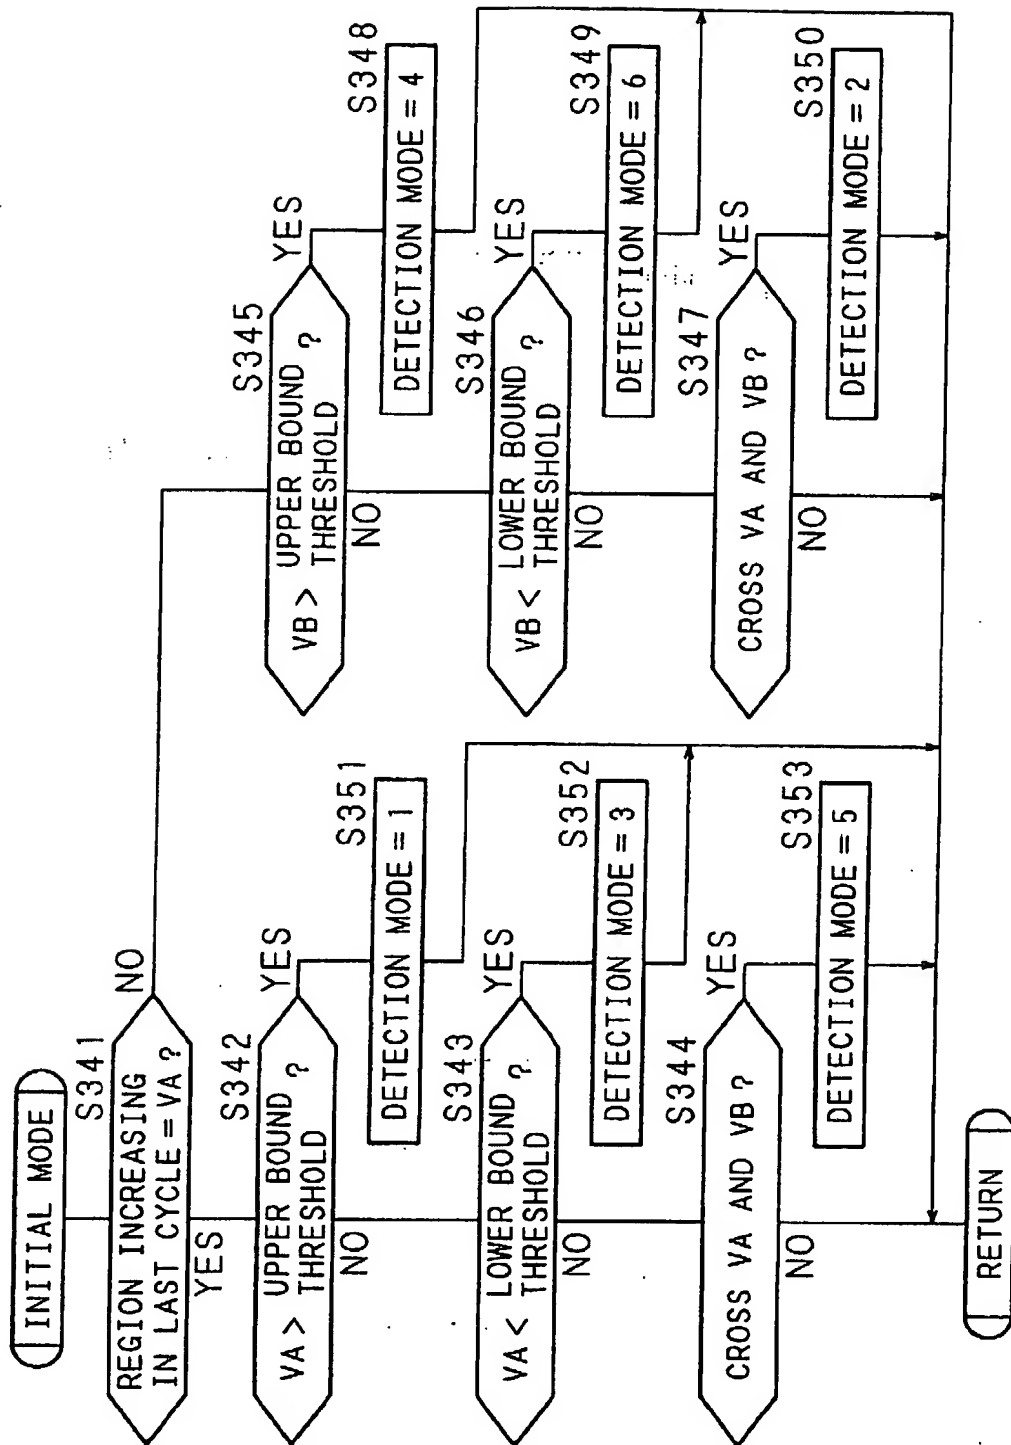 INITIAL MODE
S341
REGION INCREASING
IN LAST CYCLE = VA ?
NO
YES
S342
VA > UPPER BOUND
THRESHOLD ?
YES
NO
S351
DETECTION MODE = 1
S343
VA < LOWER BOUND
THRESHOLD ?
YES
NO
S352
DETECTION MODE = 3
S344
CROSS VA AND VB ?
YES
NO
S353
DETECTION MODE = 5
RETURN
S345
VB > UPPER BOUND
THRESHOLD ?
YES
NO
S348
DETECTION MODE = 4
S346
VB < LOWER BOUND
THRESHOLD ?
YES
NO
S349
DETECTION MODE = 6
S347
CROSS VA AND VB ?
YES
NO
S350
DETECTION MODE = 2